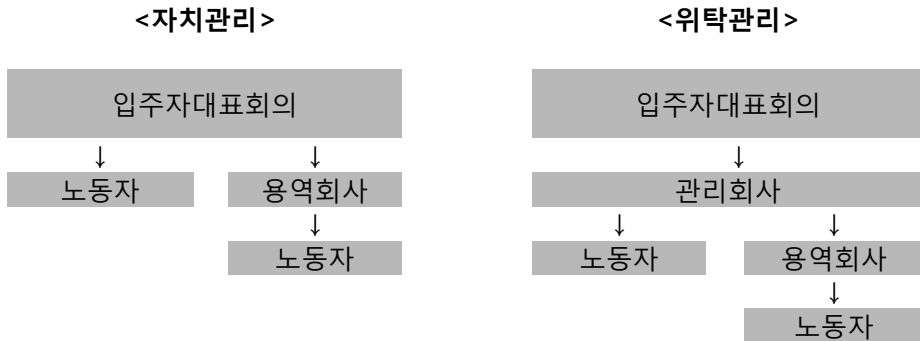 <자치관리>
입주자대표회의
↓ ↓
노동자 용역회사
↓
노동자
<위탁관리>
입주자대표회의
↓
관리회사
↓ ↓
노동자 용역회사
↓
노동자